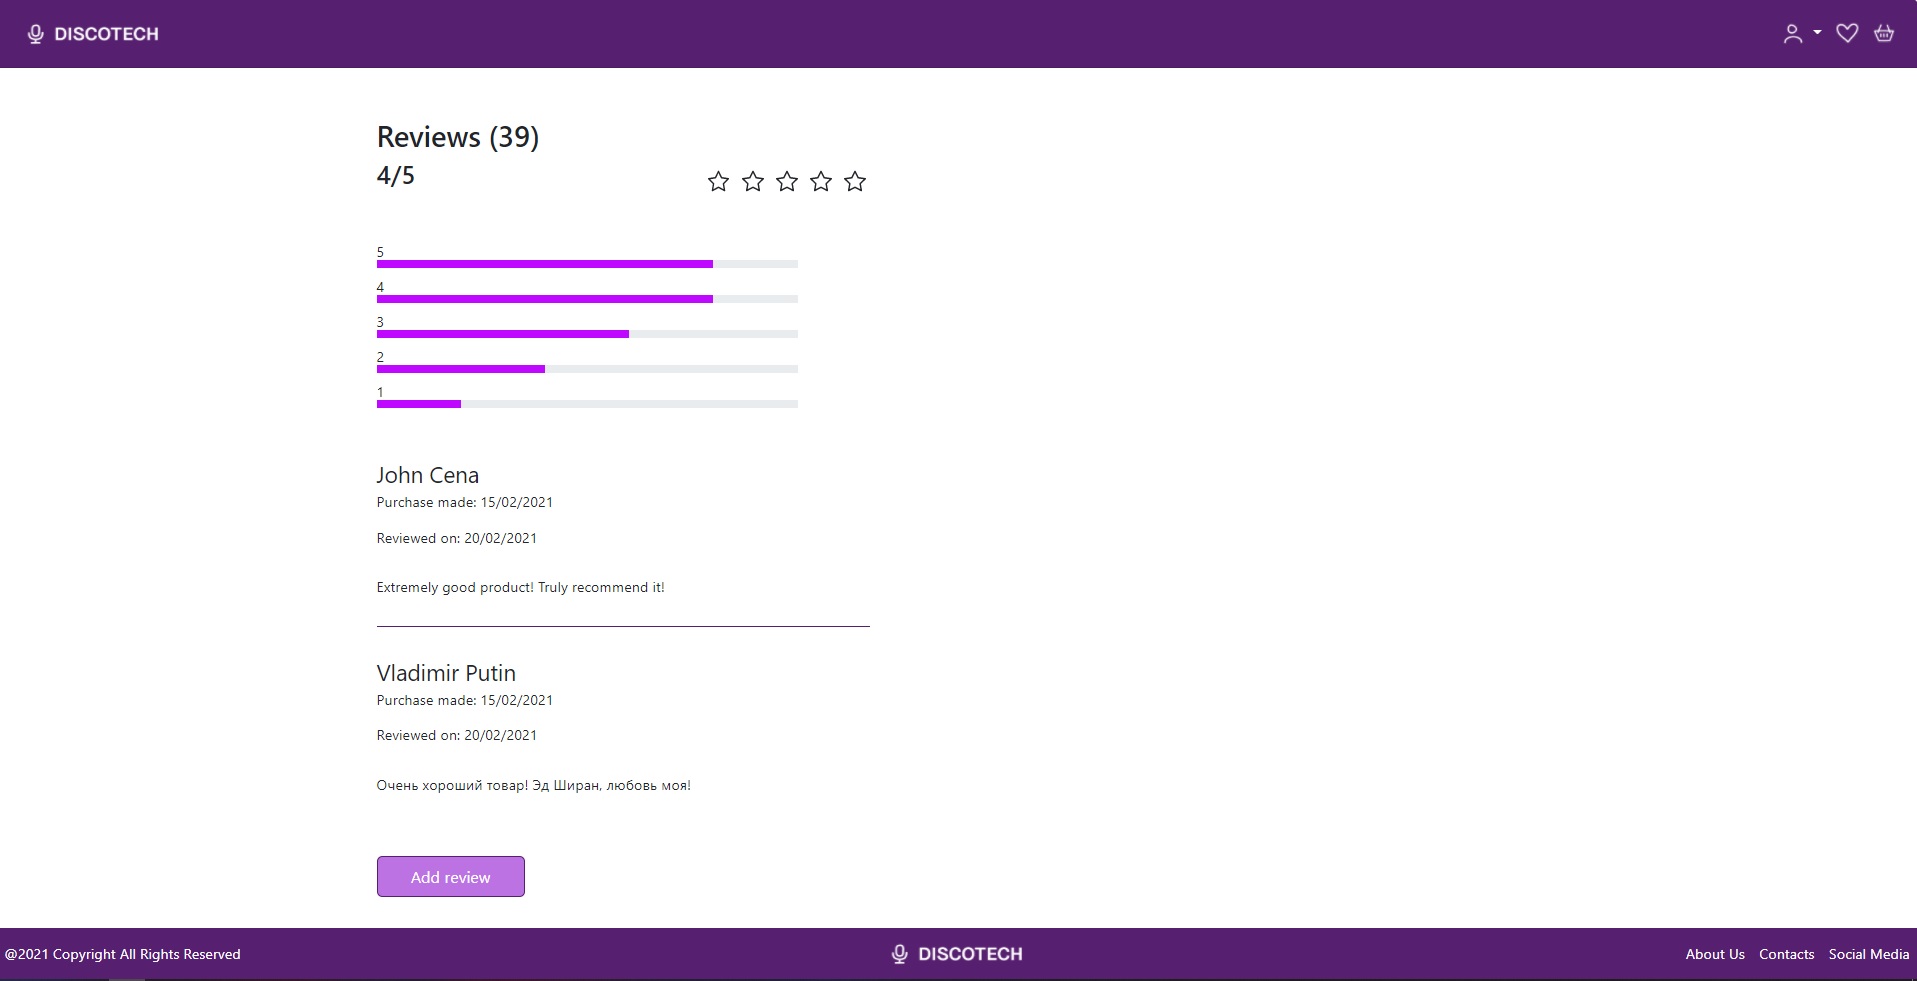 DISCOTECH
Reviews (39)
4/5
5
4
3
2
1
John Cena
Purchase made: 15/02/2021
Reviewed on: 20/02/2021
Extremely good product! Truly recommend it!
Vladimir Putin
Purchase made: 15/02/2021
Reviewed on: 20/02/2021
Очень хороший товар! Эд Ширан, любовь моя!
Add review
@2021 Copyright All Rights Reserved
DISCOTECH
About Us Contacts Social Media